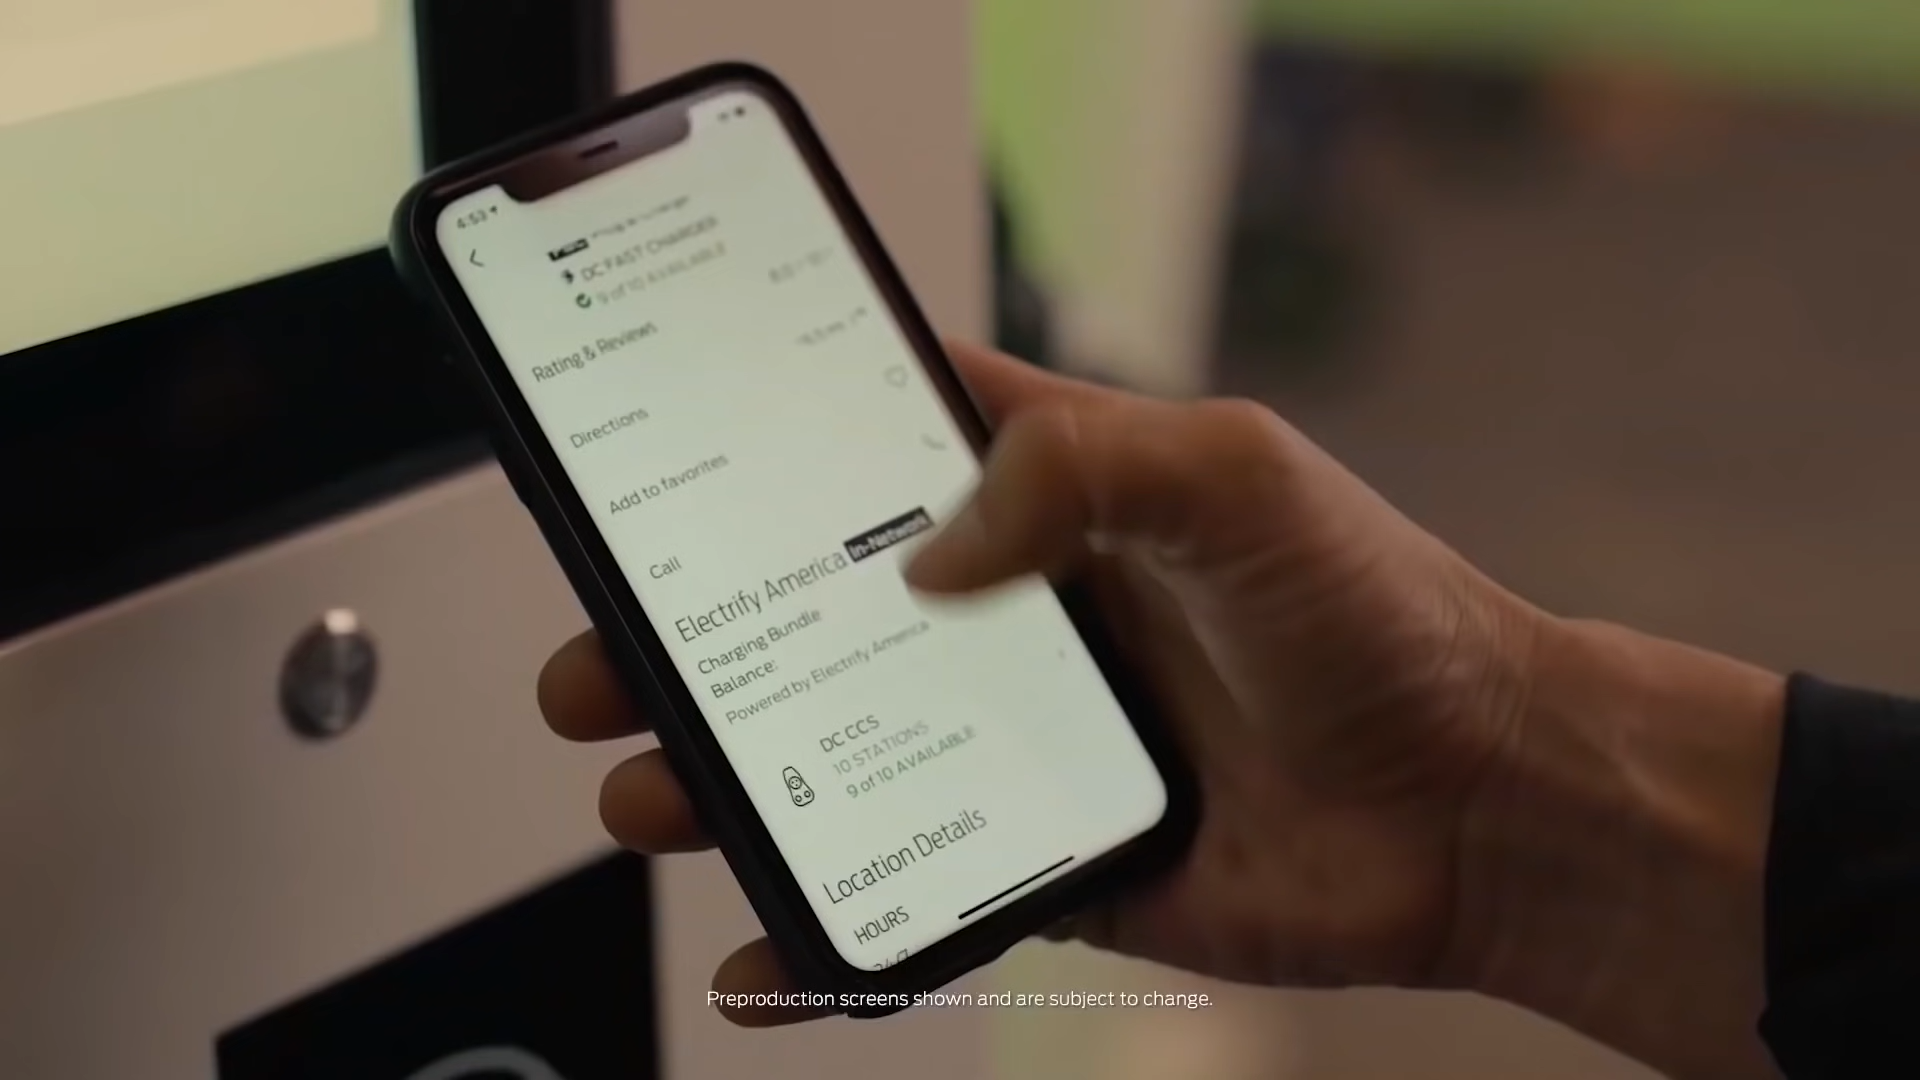 4:53
DC FAST CHARGER
9 of 10 AVAILABLE
Rating & Reviews
Directions
Add to favorites
Call
Electrify America In-Network
Charging Bundle
Balance:
Powered by Electrify America
DC CCS
10 STATIONS
9 of 10 AVAILABLE
Location Details
HOURS
24/7
Preproduction screens shown and are subject to change.